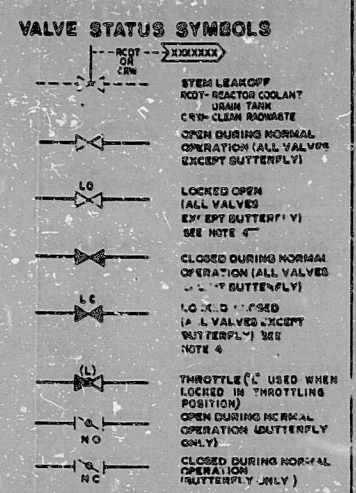 VALVE STATUS SYMBOLS
RCDT
OR
CRW
XXXXXXX
STEM LEAKOFF
RCDT- REACTOR COOLANT
DRAIN TANK
CRW- CLEAN RADWASTE
OPEN DURING NORMAL
OPERATION (ALL VALVES
EXCEPT BUTTERFLY)
LO
LOCKED OPEN
(ALL VALVES
EXCEPT BUTTERFLY)
SEE NOTE 4
CLOSED DURING NORMAL
OPERATION (ALL VALVES
BUTTERFLY)
LC
LOCKED CLOSED
(ALL VALVES EXCEPT
BUTTERFLY) SEE
NOTE 4
(L)
THROTTLE ("L" USED WHEN
LOCKED IN THROTTLING
POSITION)
OPEN DURING NORMAL
OPERATION (BUTTERFLY
ONLY)
NO
CLOSED DURING NORMAL
OPERATION
(BUTTERFLY ONLY)
NC